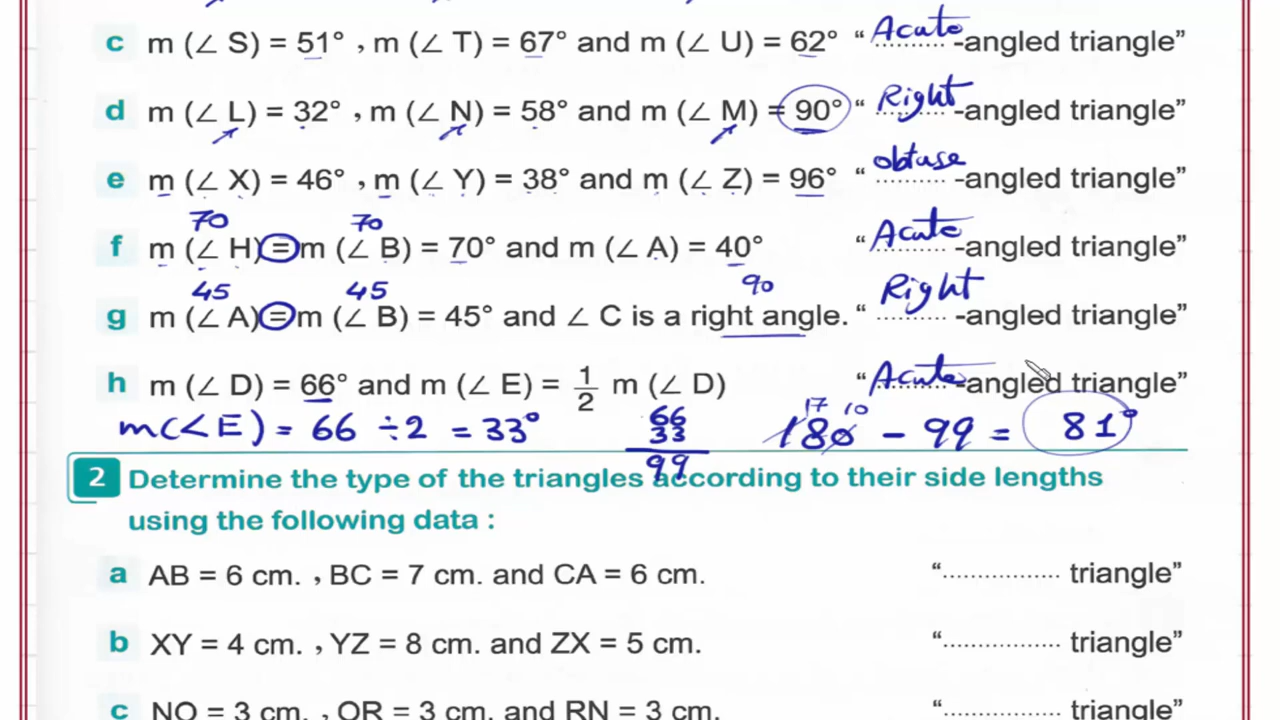 c m (∠ S) = 51° , m (∠ T) = 67° and m (∠ U) = 62° “ Acute -angled triangle”
d m (∠ L) = 32° , m (∠ N) = 58° and m (∠ M) = 90° “ Right -angled triangle”
e m (∠ X) = 46° , m (∠ Y) = 38° and m (∠ Z) = 96° “ obtuse -angled triangle”
70 70
f m (∠ H) = m (∠ B) = 70° and m (∠ A) = 40° “ Acute -angled triangle”
45 45 90
g m (∠ A) = m (∠ B) = 45° and ∠ C is a right angle. “ Right -angled triangle”
h m (∠ D) = 66° and m (∠ E) = 1/2 m (∠ D) “ Acute -angled triangle”
17 10
m(∠E) = 66 ÷ 2 = 33° 66 180 - 99 = 81°
33
99
2 Determine the type of the triangles according to their side lengths
using the following data :
a AB = 6 cm. , BC = 7 cm. and CA = 6 cm. “.................. triangle”
b XY = 4 cm. , YZ = 8 cm. and ZX = 5 cm. “.................. triangle”
c NO = 3 cm. , OR = 3 cm. and RN = 3 cm. “.................. triangle”